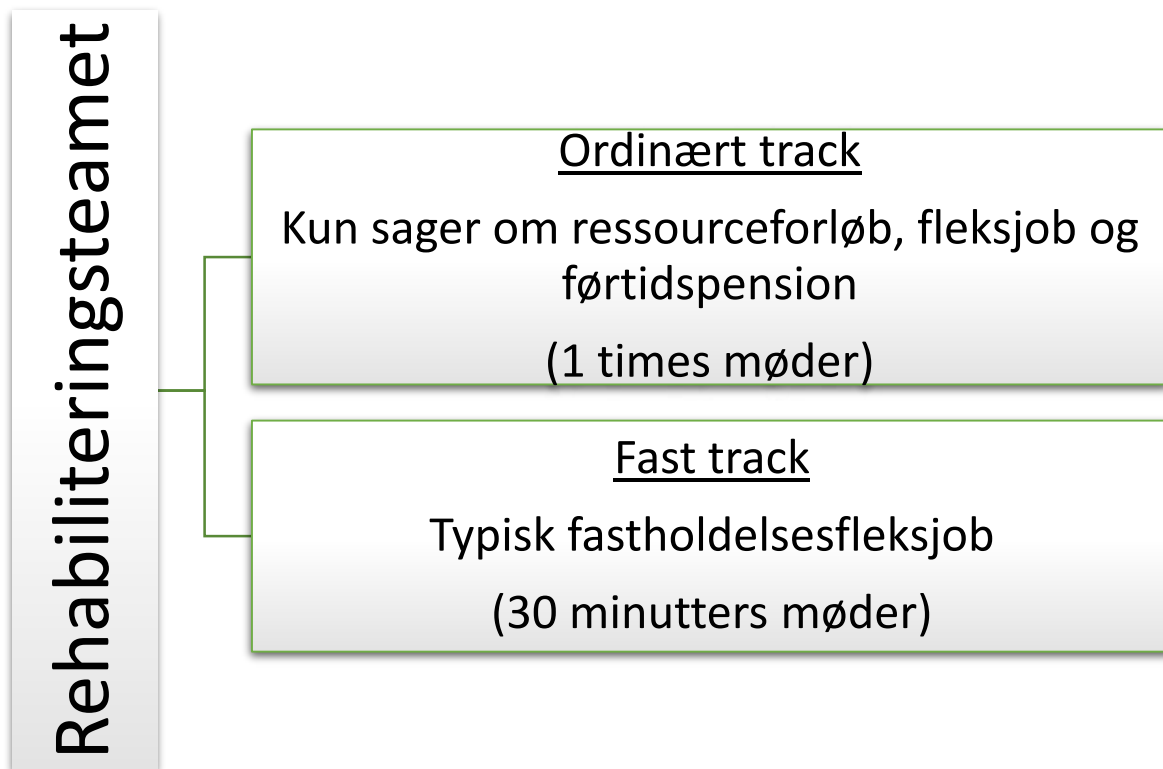 Rehabiliteringsteamet
Ordinært track
Kun sager om ressourceforløb, fleksjob og
førtidspension
(1 times møder)
Fast track
Typisk fastholdelsesfleksjob
(30 minutters møder)